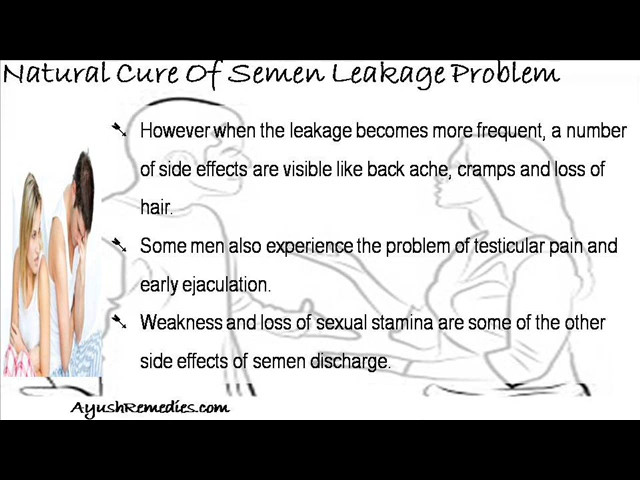 Natural Cure Of Semen Leakage Problem
However when the leakage becomes more frequent, a number
of side effects are visible like back ache, cramps and loss of
hair.
Some men also experience the problem of testicular pain and
early ejaculation.
Weakness and loss of sexual stamina are some of the other
side effects of semen discharge.
AyushRemedies.com